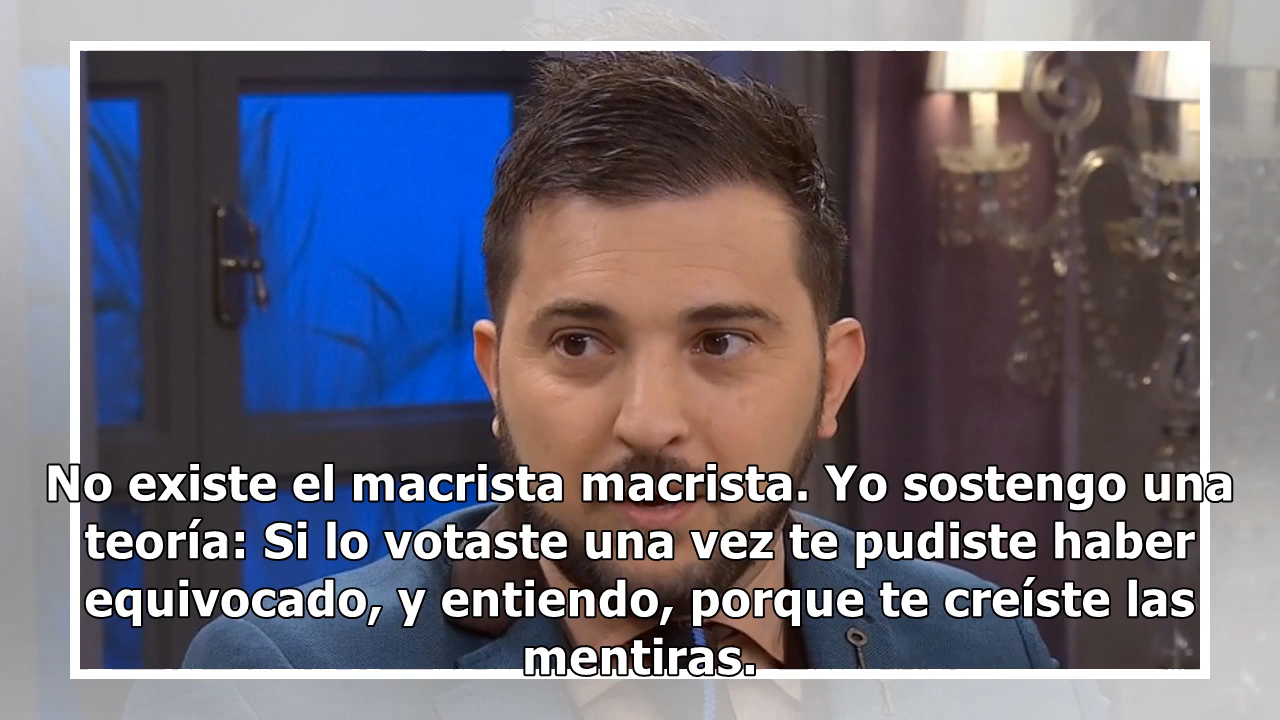 No existe el macrista macrista. Yo sostengo una
teoría: Si lo votaste una vez te pudiste haber
equivocado, y entiendo, porque te creíste las
mentiras.